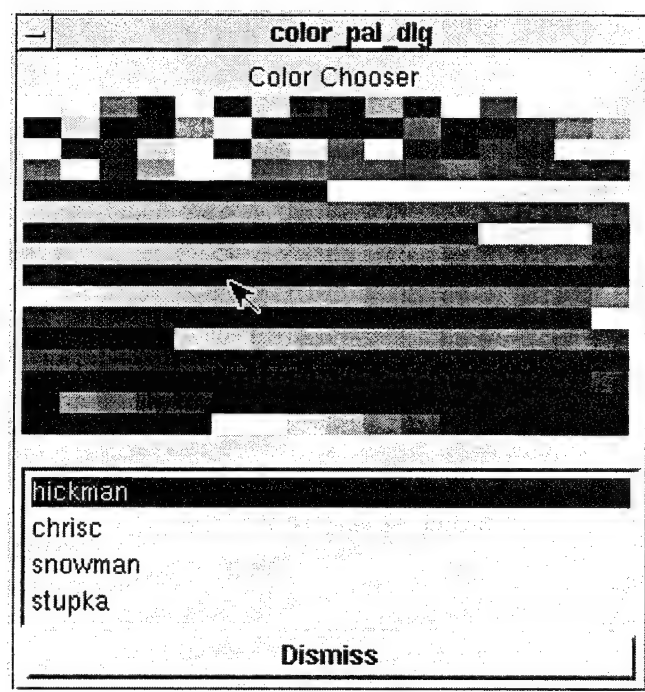 color_pal_dlg
Color Chooser
hickman
chrisc
snowman
stupka
Dismiss